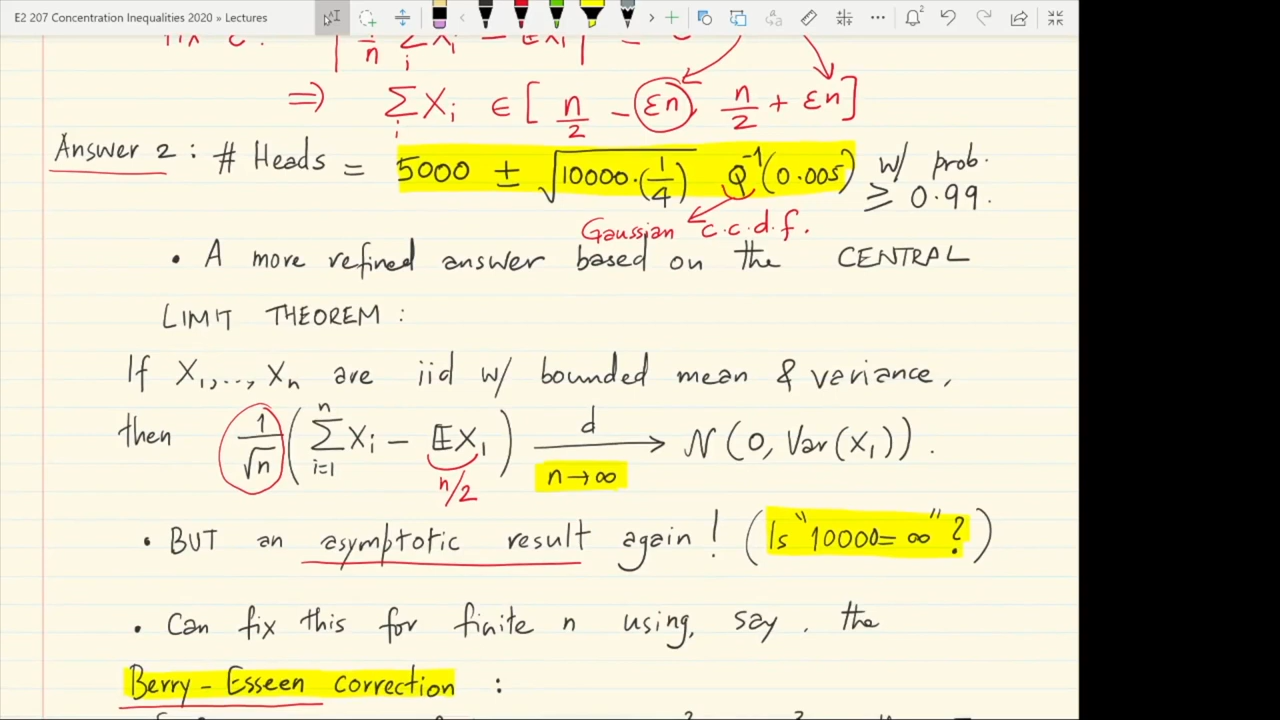 E2 207 Concentration Inequalities 2020 » Lectures
⇒ Σ_i X_i ∈ [ n/2 - εn, n/2 + εn ]
Answer 2 : # Heads = 5000 ± √(10000·(1/4)) Q⁻¹(0.005) w/ prob. ≥ 0.99.
Gaussian c.c.d.f.
• A more refined answer based on the CENTRAL
LIMIT THEOREM :
If X₁,..., Xₙ are iid w/ bounded mean & variance,
then 1/√n ( Σ_{i=1}^{n} X_i - 𝔼X₁ ) →d N(0, Var(X₁)).
n/2 n→∞
• BUT an asymptotic result again! (Is "10000= ∞"?)
• Can fix this for finite n using, say, the
Berry - Esseen correction :